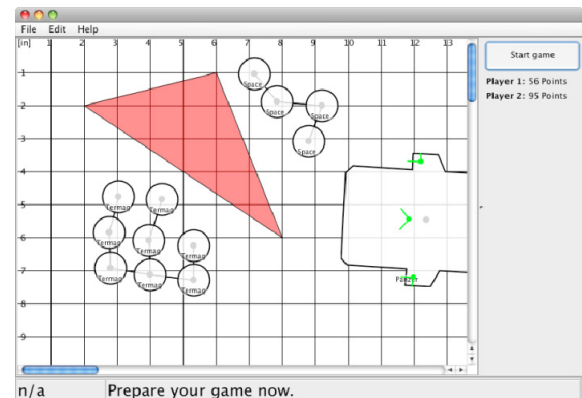 File Edit Help
[in] 1 2 3 4 5 6 7 8 9 10 11 12 13
Start game
-1
Space
Player 1: 56 Points
Player 2: 95 Points
-2
Space
Space
-3
Space
-4
-5
Termag
Termag
-6
Termag
Termag
Termag
-7
Termag
Termag
Termag
Panzer
-8
-9
n/a Prepare your game now.